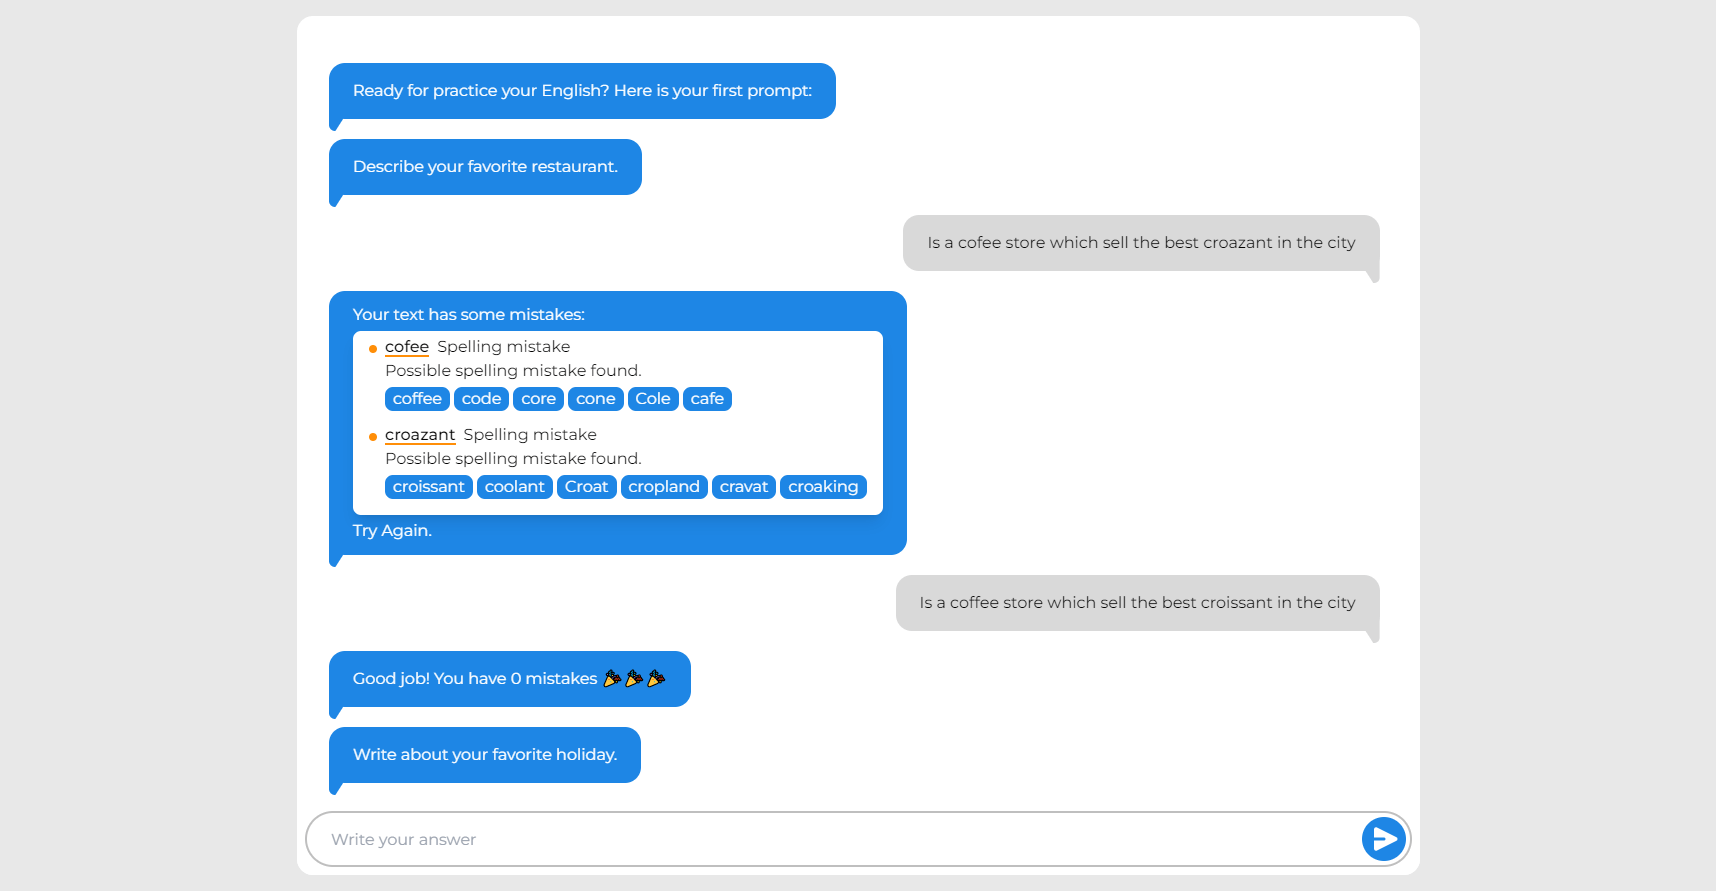 Ready for practice your English? Here is your first prompt:
Describe your favorite restaurant.
Is a cofee store which sell the best croazant in the city
Your text has some mistakes:
cofee Spelling mistake
Possible spelling mistake found.
coffee code core cone Cole cafe
croazant Spelling mistake
Possible spelling mistake found.
croissant coolant Croat cropland cravat croaking
Try Again.
Is a coffee store which sell the best croissant in the city
Good job! You have 0 mistakes 🎉🎉🎉
Write about your favorite holiday.
Write your answer